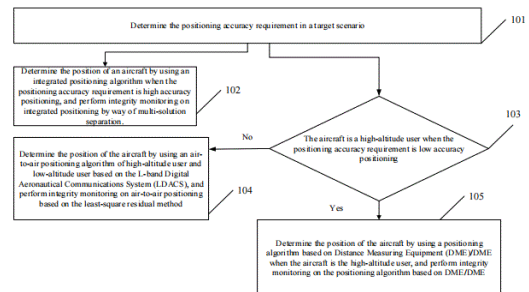 Determine the positioning accuracy requirement in a target scenario
101
Determine the position of an aircraft by using an
integrated positioning algorithm when the
positioning accuracy requirement is high accuracy
positioning, and perform integrity monitoring on
integrated positioning by way of multi-solution
separation.
102
The aircraft is a high-altitude user when the
positioning accuracy requirement is low accuracy
positioning
103
No
Determine the position of the aircraft by using an air-
to-air positioning algorithm of high-altitude user and
low-altitude user based on the L-band Digital
Aeronautical Communications System (LDACS), and
perform integrity monitoring on air-to-air positioning
based on the least-square residual method
104
Yes
105
Determine the position of the aircraft by using a positioning
algorithm based on Distance Measuring Equipment (DME)/DME
when the aircraft is the high-altitude user, and perform integrity
monitoring on the positioning algorithm based on DME/DME